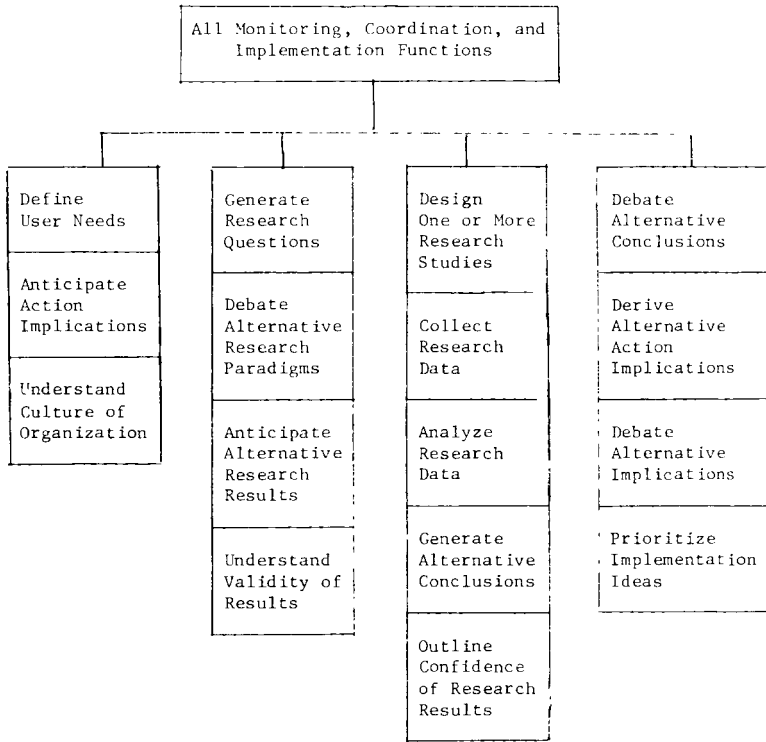 All Monitoring, Coordination, and
Implementation Functions
Define
User Needs
Anticipate
Action
Implications
Understand
Culture of
Organization
Generate
Research
Questions
Debate
Alternative
Research
Paradigms
Anticipate
Alternative
Research
Results
Understand
Validity of
Results
Design
One or More
Research
Studies
Collect
Research
Data
Analyze
Research
Data
Generate
Alternative
Conclusions
Outline
Confidence
of Research
Results
Debate
Alternative
Conclusions
Derive
Alternative
Action
Implications
Debate
Alternative
Implications
Prioritize
Implementation
Ideas